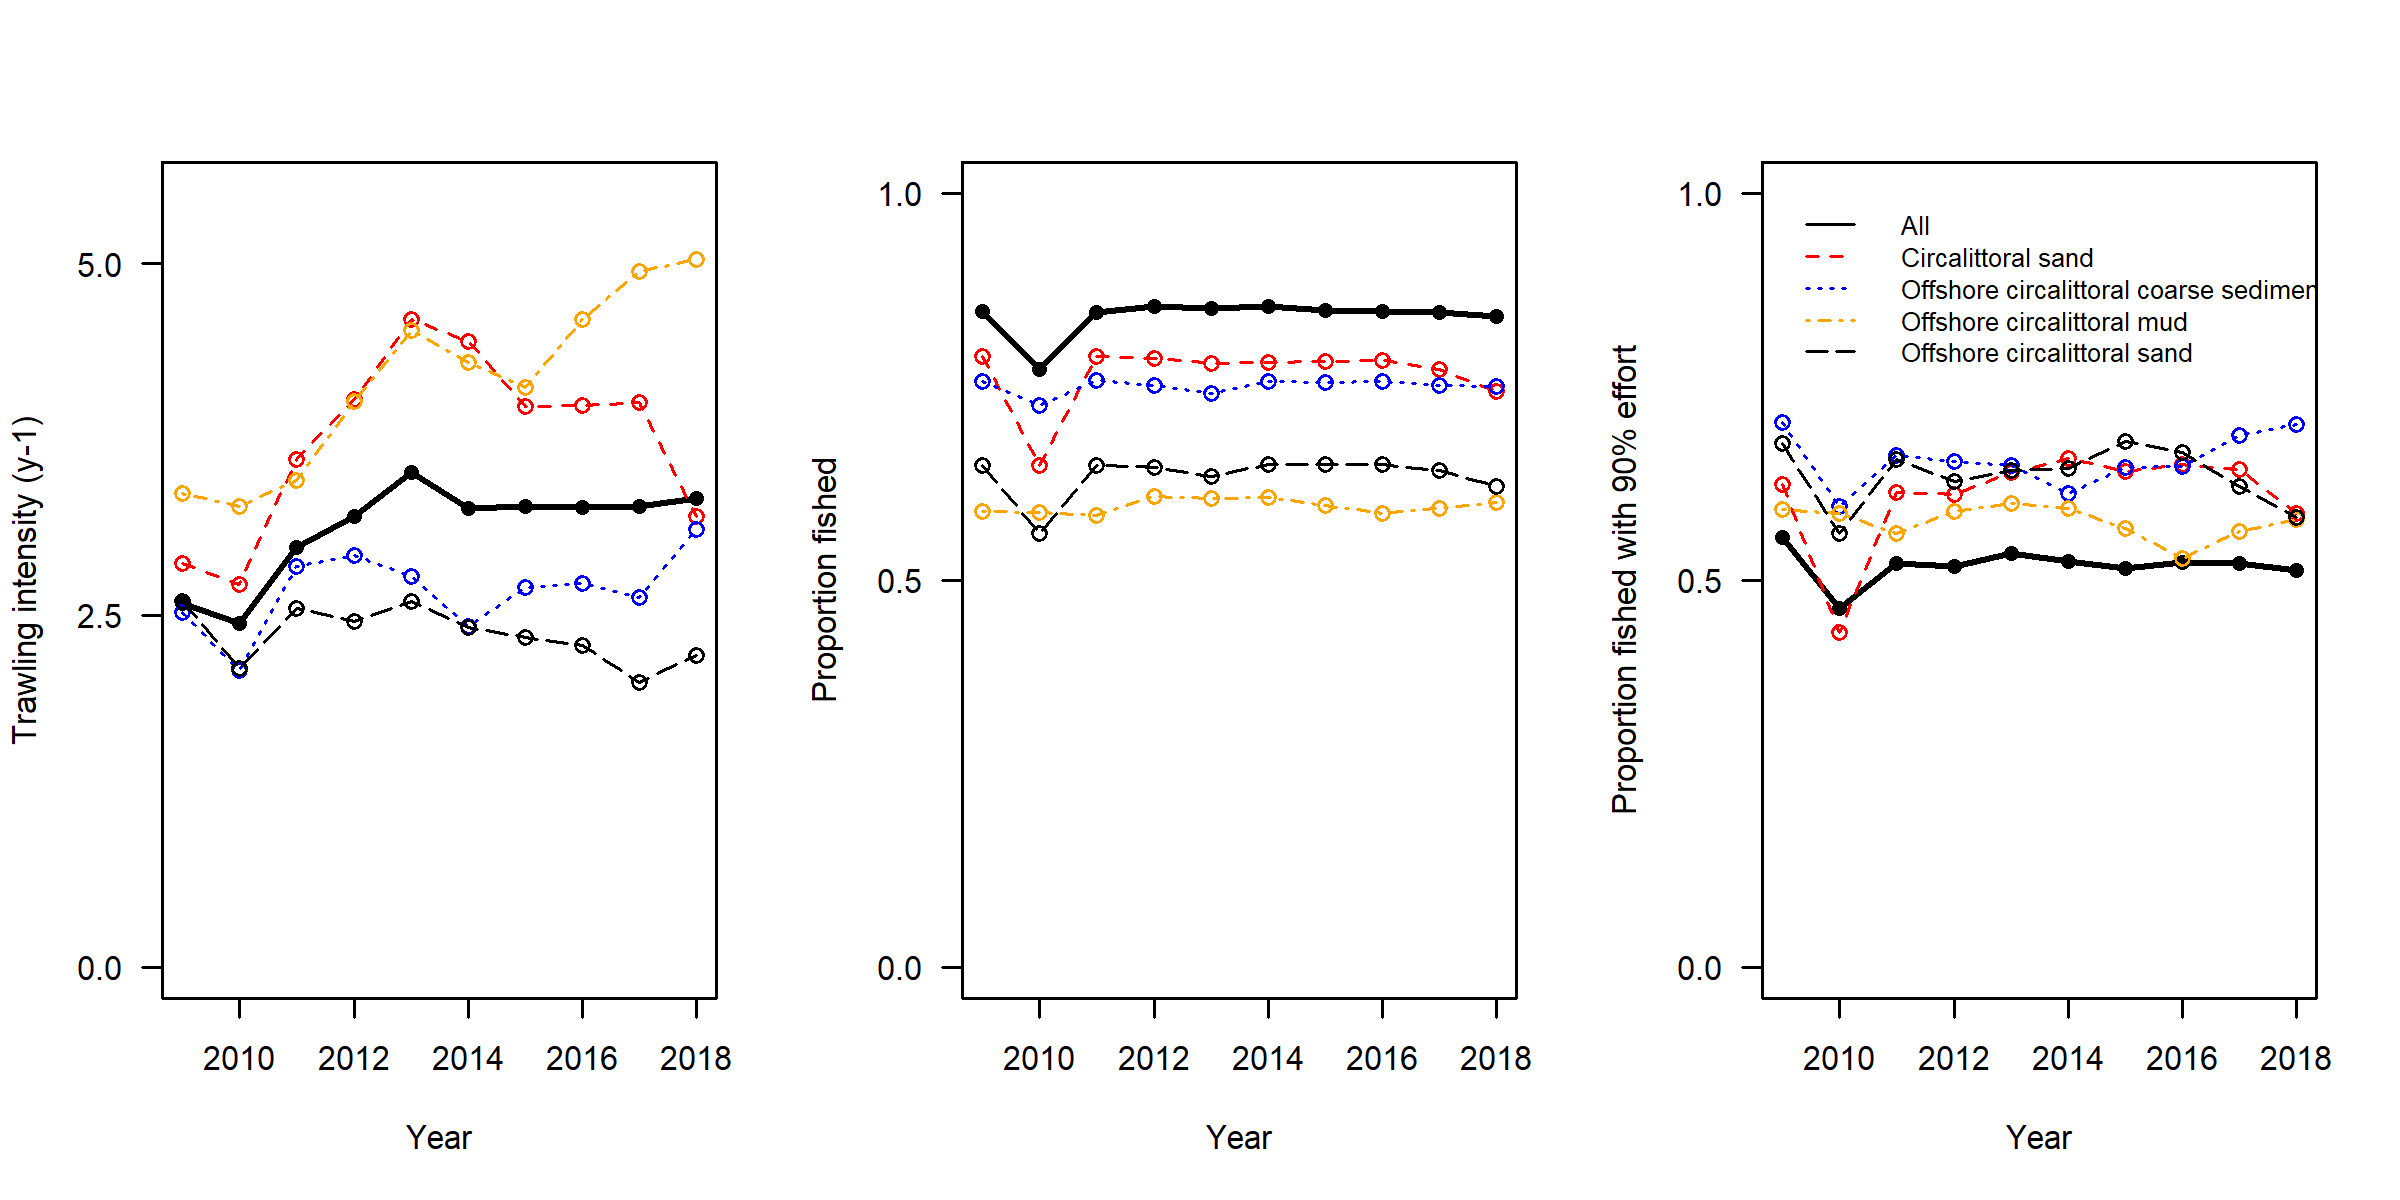 Trawling intensity (y-1)
5.0
2.5
0.0
2010 2012 2014 2016 2018
Year
Proportion fished
1.0
0.5
0.0
2010 2012 2014 2016 2018
Year
Proportion fished with 90% effort
1.0
0.5
0.0
All
Circalittoral sand
Offshore circalittoral coarse sedimen
Offshore circalittoral mud
Offshore circalittoral sand
2010 2012 2014 2016 2018
Year